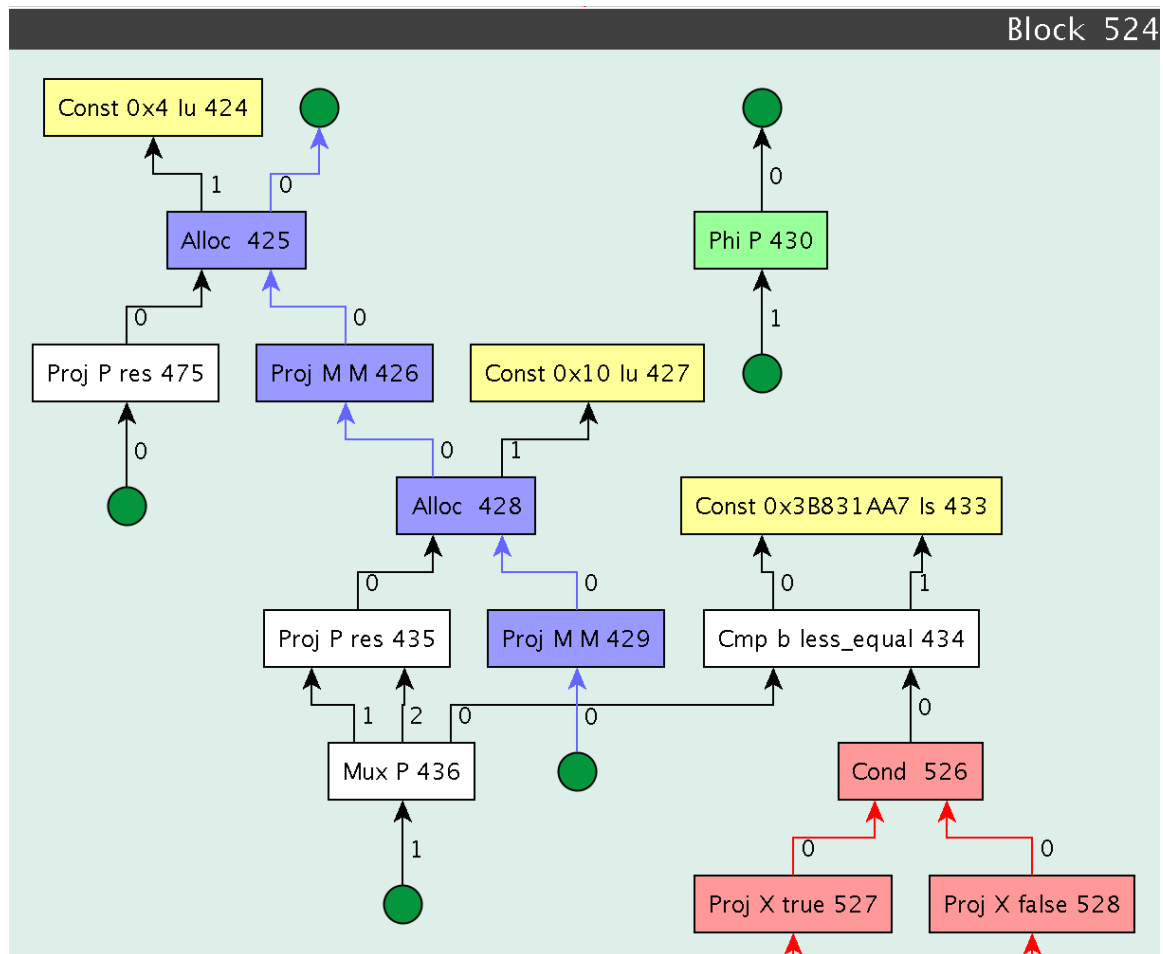 Block 524
Const 0x4 Iu 424
1
0
0
Alloc 425
Phi P 430
0
0
1
Proj P res 475
Proj M M 426
Const 0x10 Iu 427
0
0
1
Alloc 428
Const 0x3B831AA7 Is 433
0
0
0
1
Proj P res 435
Proj M M 429
Cmp b less_equal 434
1
2
0
0
0
Mux P 436
Cond 526
1
0
0
Proj X true 527
Proj X false 528